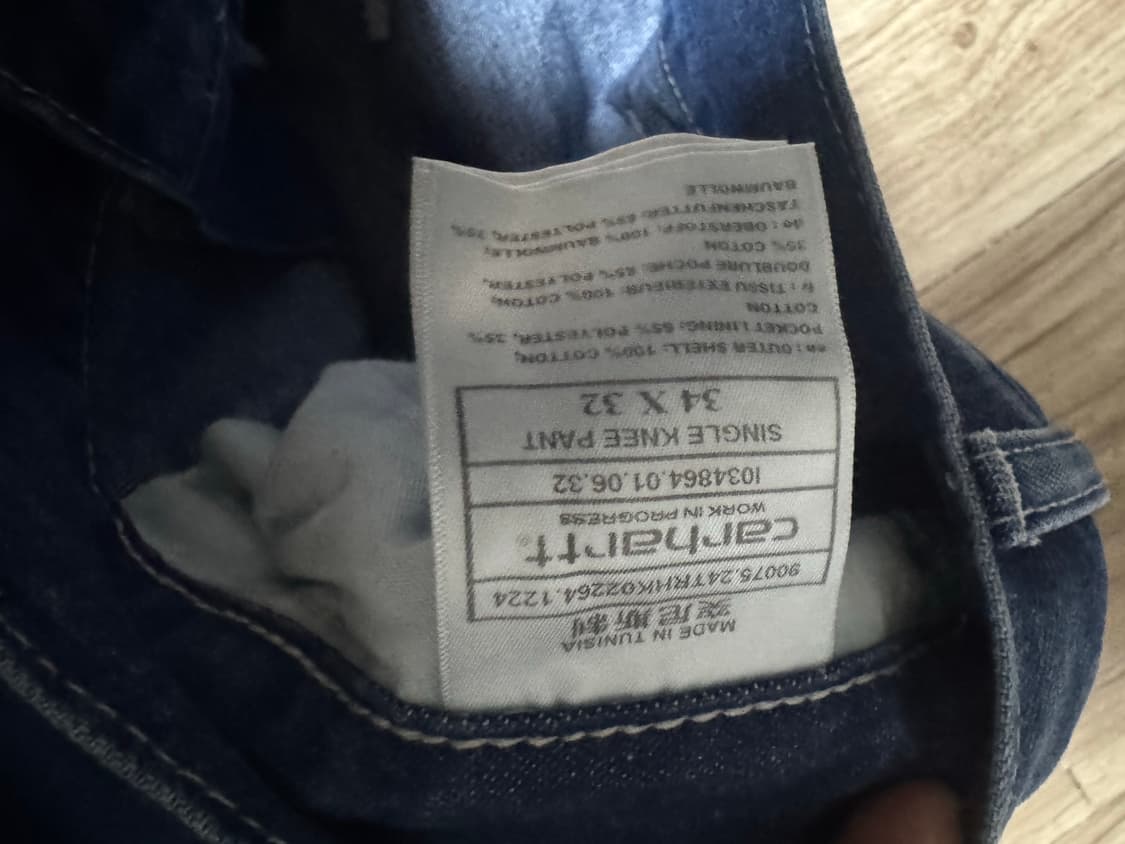 MADE IN TUNISIA
突尼斯制
90075.24TRHK02264.1224
carhartt®
WORK IN PROGRESS
I034864.01.06.32
SINGLE KNEE PANT
34 X 32
en : OUTER SHELL: 100% COTTON;
POCKET LINING: 65% POLYESTER, 35%
COTTON
fr : TISSU EXTERIEUR: 100% COTON;
DOUBLURE POCHE: 65% POLYESTER,
35% COTON
de : OBERSTOFF: 100% BAUMWOLLE;
TASCHENFUTTER: 65% POLYESTER, 35%
BAUMWOLLE